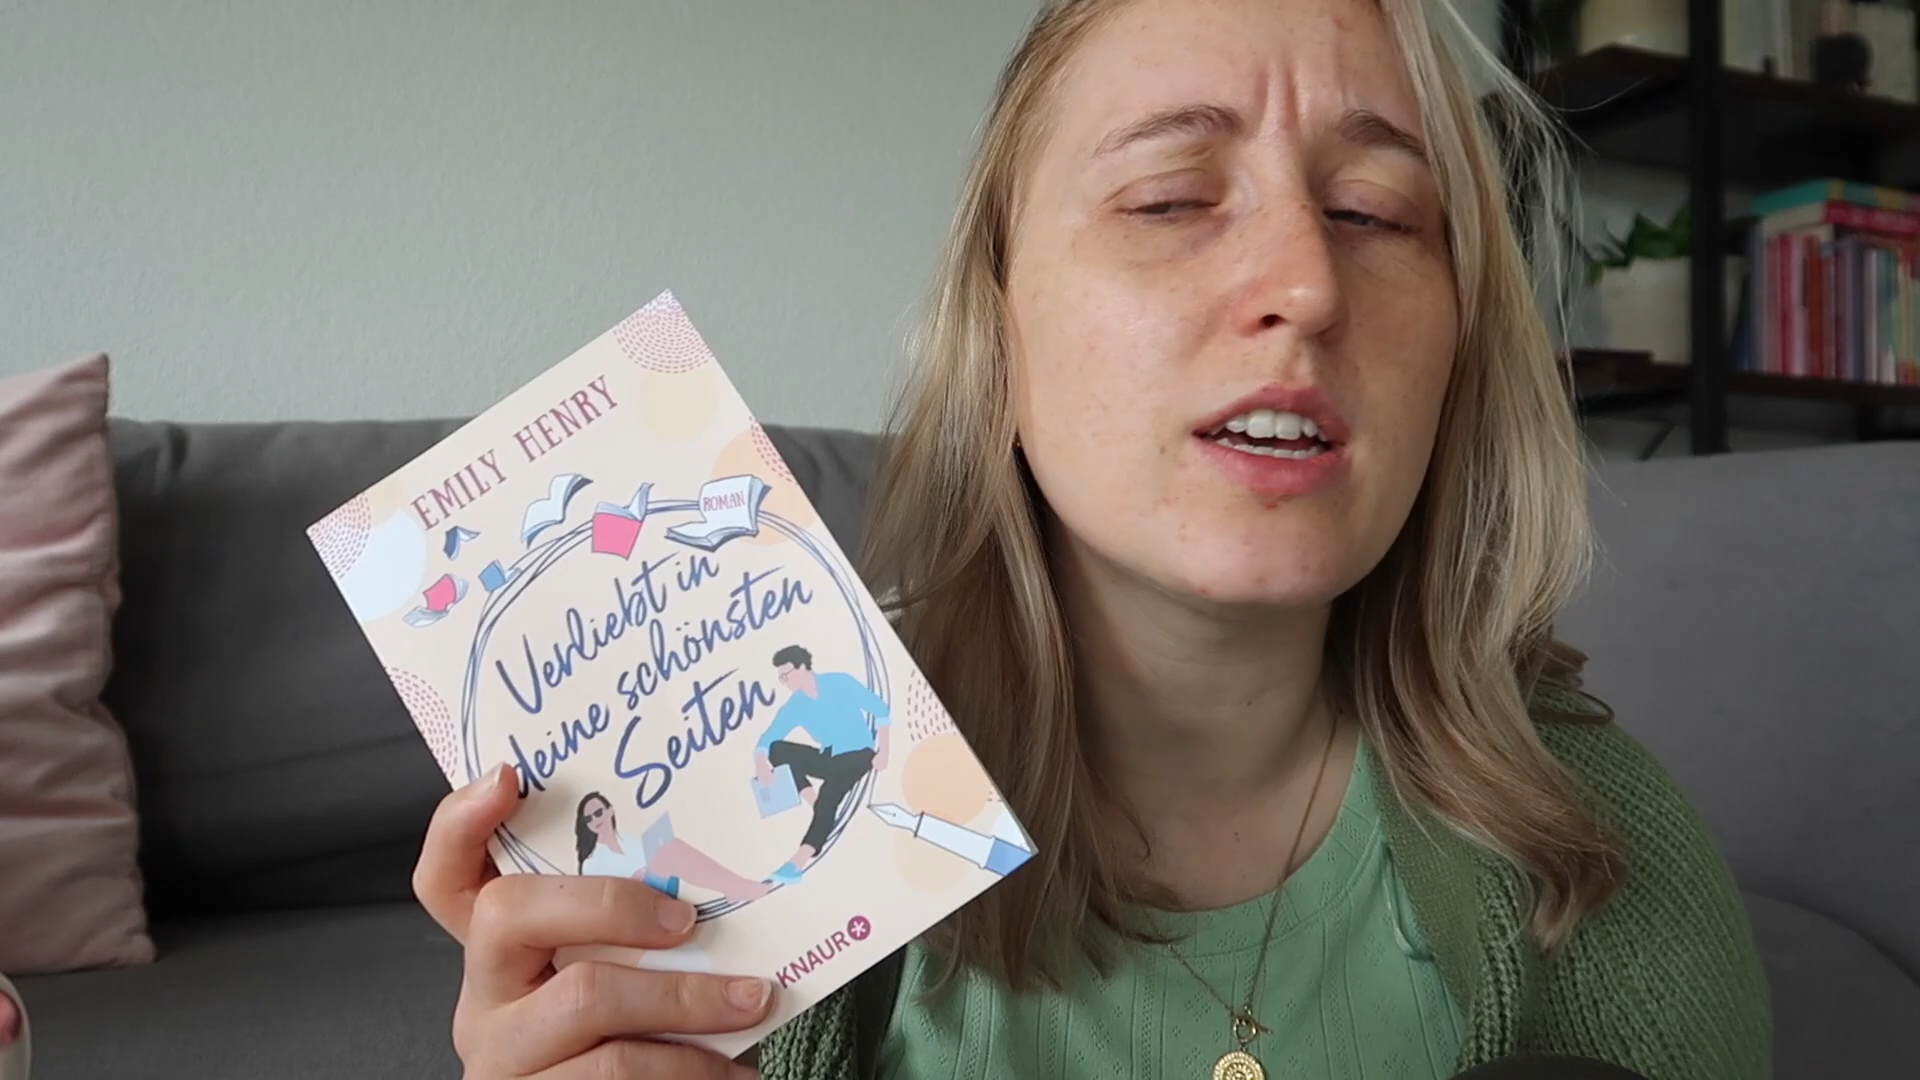 EMILY HENRY
ROMAN
Verliebt in
deine schönsten
Seiten
KNAUR